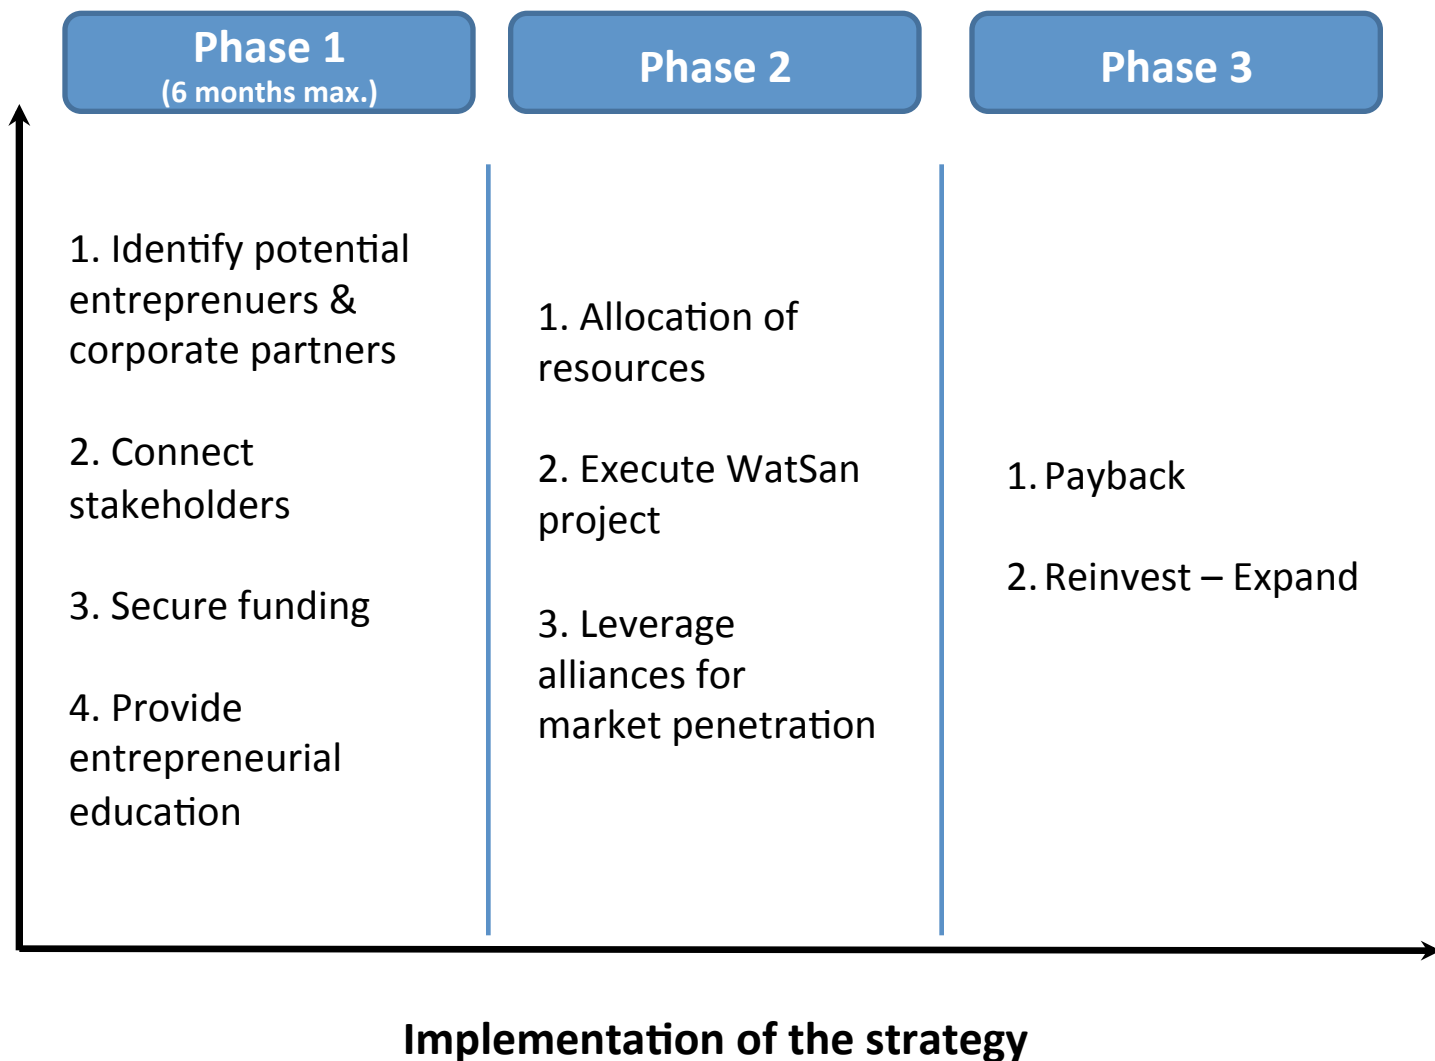 Phase 1
(6 months max.)
Phase 2
Phase 3
1. Identify potential
entreprenuers &
corporate partners
2. Connect
stakeholders
3. Secure funding
4. Provide
entrepreneurial
education
1. Allocation of
resources
2. Execute WatSan
project
3. Leverage
alliances for
market penetration
1. Payback
2. Reinvest – Expand
Implementation of the strategy